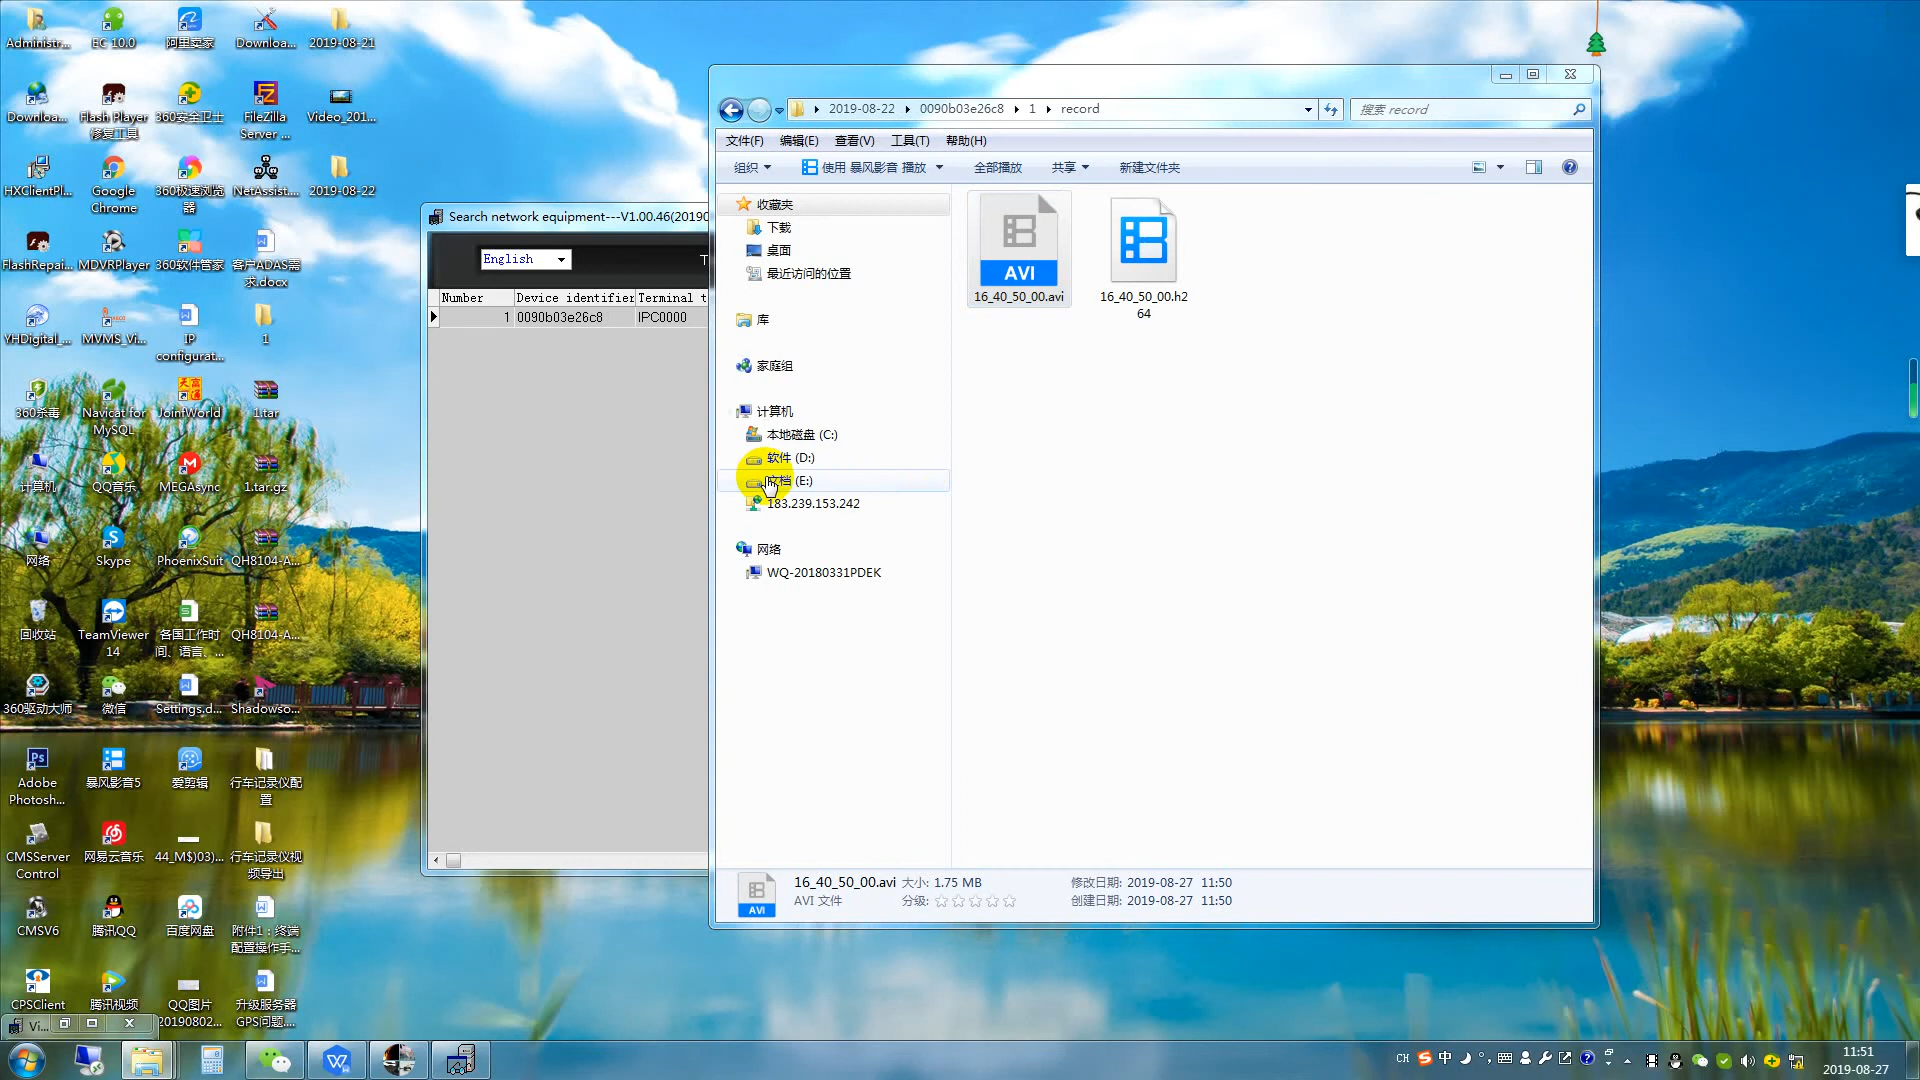 Administr...
EC 10.0
阿里卖家
Downloa...
2019-08-21
Downloa...
Flash Player
修复工具
360安全卫士
FileZilla
Server ...
Video_201...
HXClientPl...
Google
Chrome
360极速浏览
器
NetAssist...
2019-08-22
FlashRepai...
MDVRPlayer
360软件管家
客户ADAS需
求.docx
YHDigital_...
MVMS_Vi...
IP
configurat...
1
360杀毒
Navicat for
MySQL
JoinfWorld
1.tar
计算机
QQ音乐
MEGAsync
1.tar.gz
网络
Skype
PhoenixSuit
QH8104-A...
回收站
TeamViewer
14
各国工作时
间、语言、...
QH8104-A...
360驱动大师
微信
Settings.d...
Shadowso...
Adobe
Photosh...
暴风影音5
爱剪辑
行车记录仪配
置
CMSServer
Control
网易云音乐
44_M$)03)...
行车记录仪视
频导出
CMSV6
腾讯QQ
百度网盘
附件1：终端
配置操作手...
CPSClient
腾讯视频
QQ图片
20190802...
升级服务器
GPS问题....
Vi...
Search network equipment---V1.00.46(20190
English
T
Number
Device identifier
Terminal t
1
0090b03e26c8
IPC0000
2019-08-22
0090b03e26c8
1
record
搜索 record
文件(F)
编辑(E)
查看(V)
工具(T)
帮助(H)
组织
使用 暴风影音 播放
全部播放
共享
新建文件夹
收藏夹
下载
桌面
最近访问的位置
库
家庭组
计算机
本地磁盘 (C:)
软件 (D:)
文档 (E:)
183.239.153.242
网络
WQ-20180331PDEK
AVI
16_40_50_00.avi
16_40_50_00.h2
64
AVI
16_40_50_00.avi
大小: 1.75 MB
修改日期: 2019-08-27 11:50
AVI 文件
分级:
创建日期: 2019-08-27 11:50
CH
中
11:51
2019-08-27